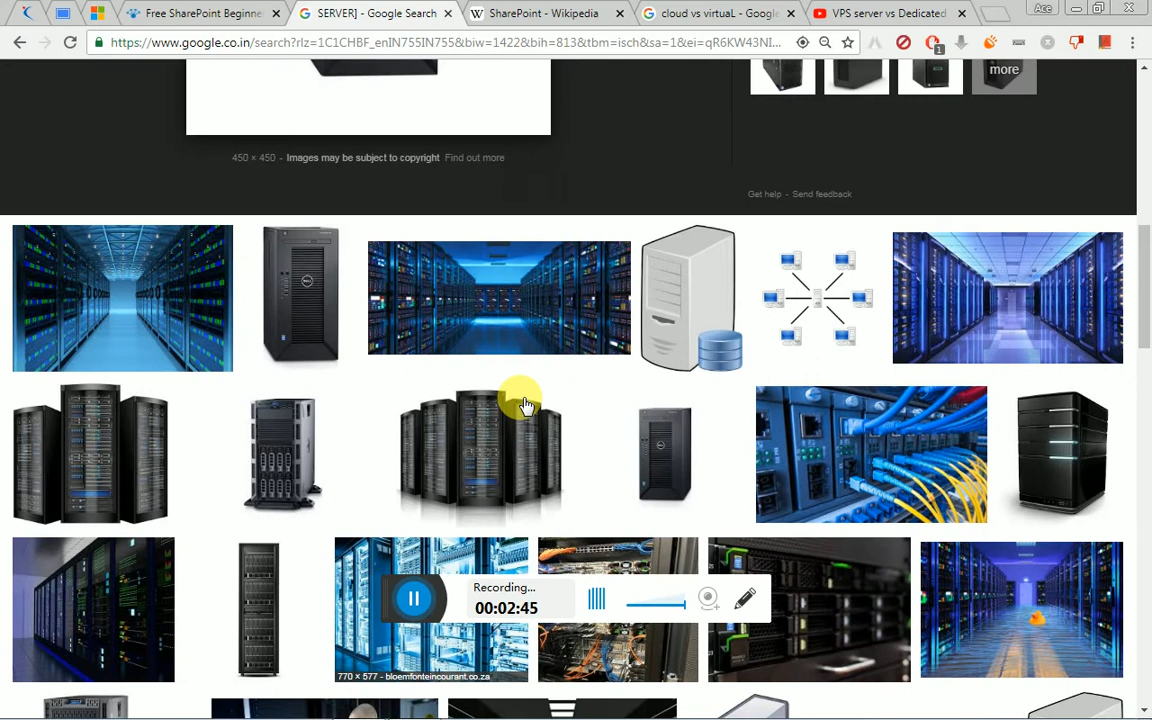 Free SharePoint Beginne
SERVER] - Google Search
SharePoint - Wikipedia
cloud vs virtuaL - Google
VPS server vs Dedicated
Ace
https://www.google.co.in/search?rlz=1C1CHBF_enIN755IN755&biw=1422&bih=813&tbm=isch&sa=1&ei=qR6KW43NI...
1
more
450 × 450 - Images may be subject to copyright Find out more
Get help - Send feedback
Recording...
00:02:45
770 × 577 - bloemfonteincourant.co.za